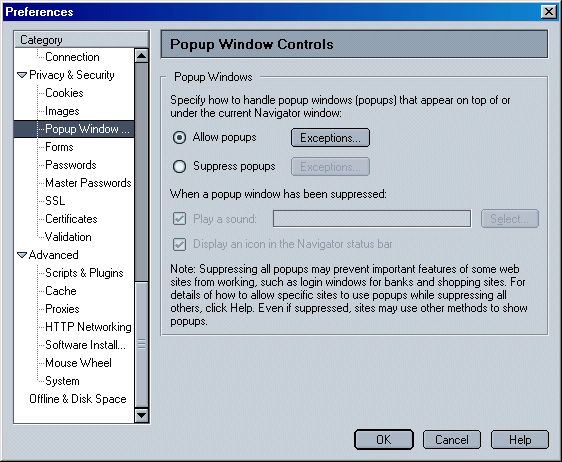 Preferences
Category
Connection
Privacy & Security
Cookies
Images
Popup Window ...
Forms
Passwords
Master Passwords
SSL
Certificates
Validation
Advanced
Scripts & Plugins
Cache
Proxies
HTTP Networking
Software Install...
Mouse Wheel
System
Offline & Disk Space
Popup Window Controls
Popup Windows
Specify how to handle popup windows (popups) that appear on top of or
under the current Navigator window:
Allow popups Exceptions...
Suppress popups Exceptions...
When a popup window has been suppressed:
Play a sound: Select...
Display an icon in the Navigator status bar
Note: Suppressing all popups may prevent important features of some web
sites from working, such as login windows for banks and shopping sites. For
details of how to allow specific sites to use popups while suppressing all
others, click Help. Even if suppressed, sites may use other methods to show
popups.
OK Cancel Help